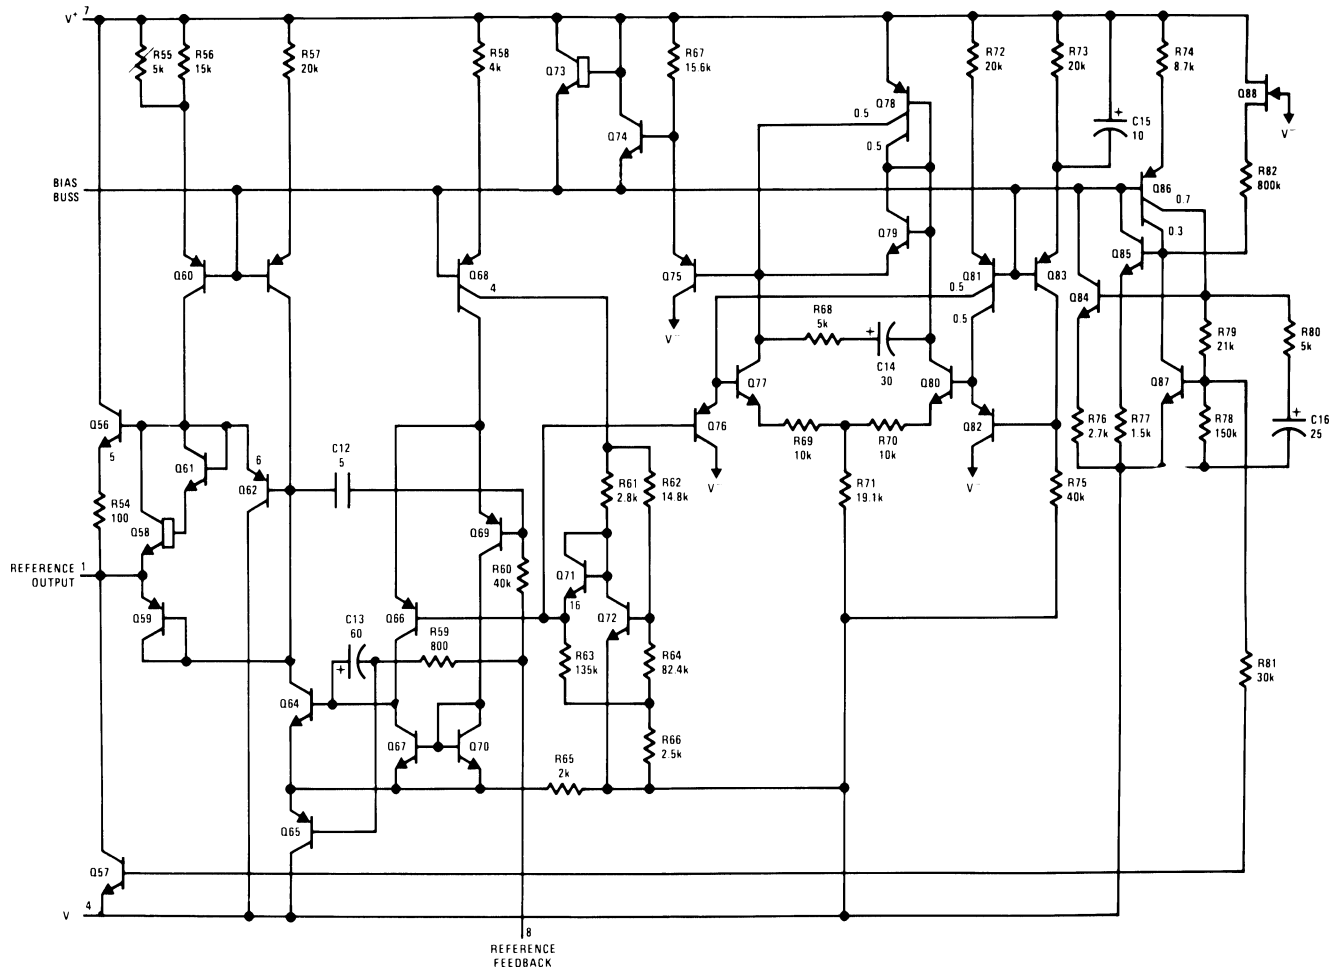 V+ 7
R55
5k
R56
15k
R57
20k
R58
4k
Q73
R67
15.6k
Q74
Q78
0.5
0.5
R72
20k
R73
20k
C15
10
R74
8.7k
Q88
V−
BIAS
BUSS
Q86
0.7
0.3
R82
800k
Q60
Q68
4
Q75
V−
Q79
Q81
0.5
0.5
Q83
Q85
Q84
R68
5k
C14
30
R79
21k
R80
5k
Q77
Q80
Q87
Q56
5
Q61
6
Q62
C12
5
Q76
V−
R69
10k
R70
10k
Q82
V−
R76
2.7k
R77
1.5k
R78
150k
C16
25
R54
100
Q58
Q69
R61
2.8k
R62
14.8k
R71
19.1k
R75
40k
REFERENCE
OUTPUT
1
Q59
R60
40k
Q71
16
Q72
Q66
C13
60
R59
800
R63
135k
R64
82.4k
R81
30k
Q64
Q67
Q70
R65
2k
R66
2.5k
Q65
Q57
V 4
8
REFERENCE
FEEDBACK